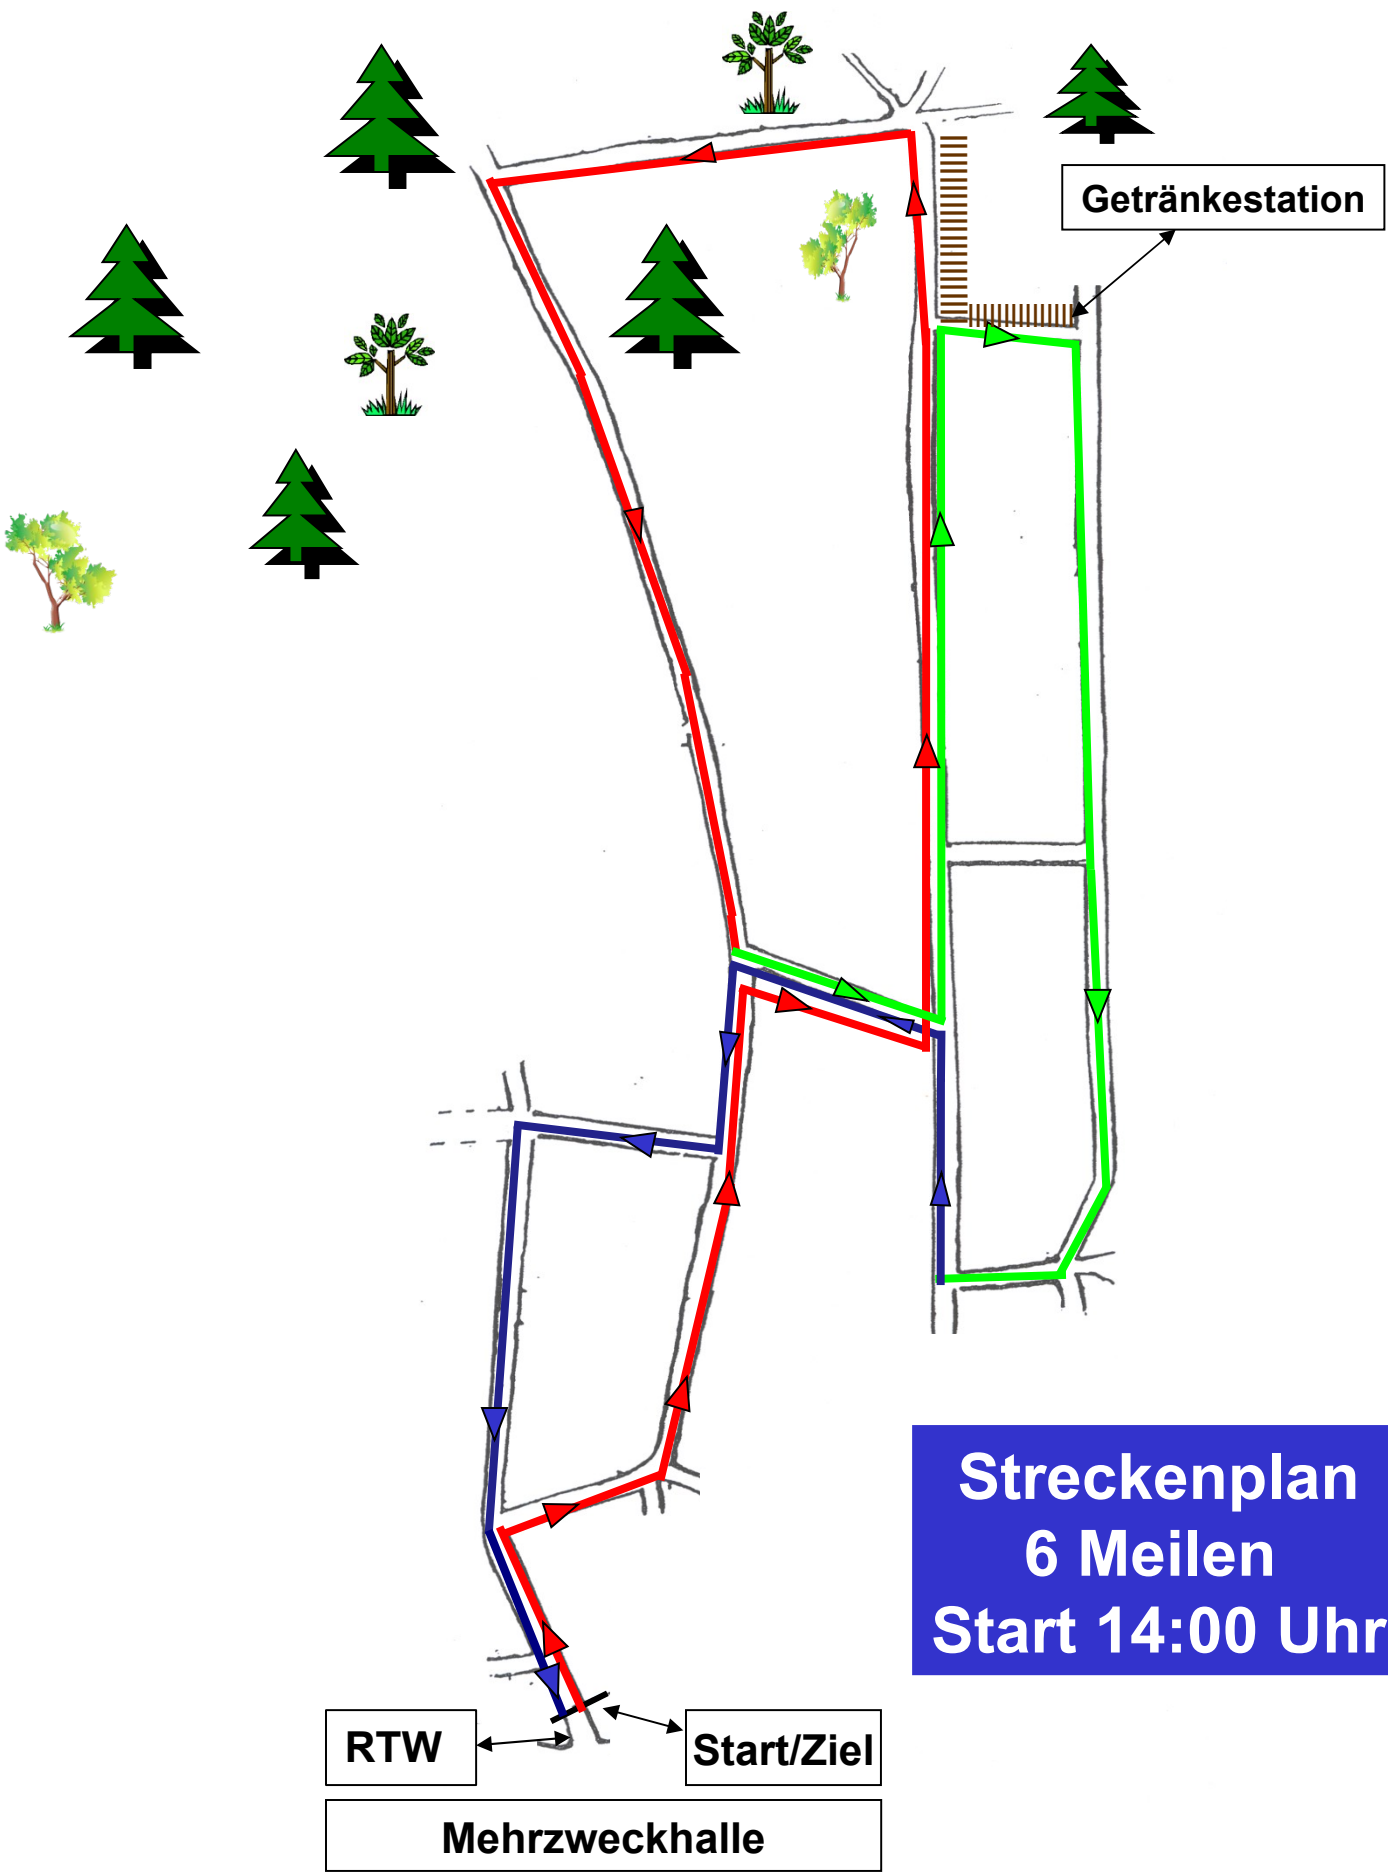 Getränkestation
Streckenplan
6 Meilen
Start 14:00 Uhr
RTW
Start/Ziel
Mehrzweckhalle